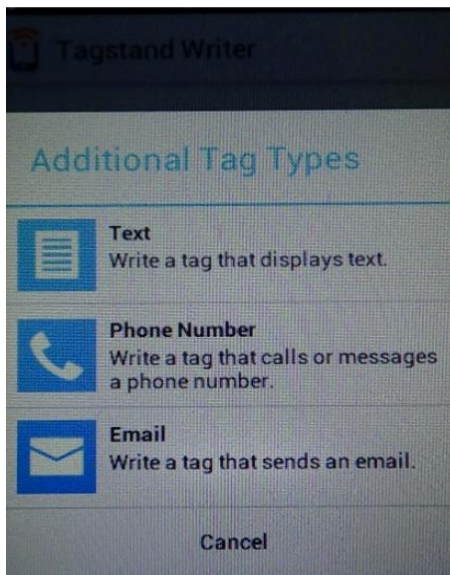 Tagstand Writer
Additional Tag Types
Text
Write a tag that displays text.
Phone Number
Write a tag that calls or messages
a phone number.
Email
Write a tag that sends an email.
Cancel